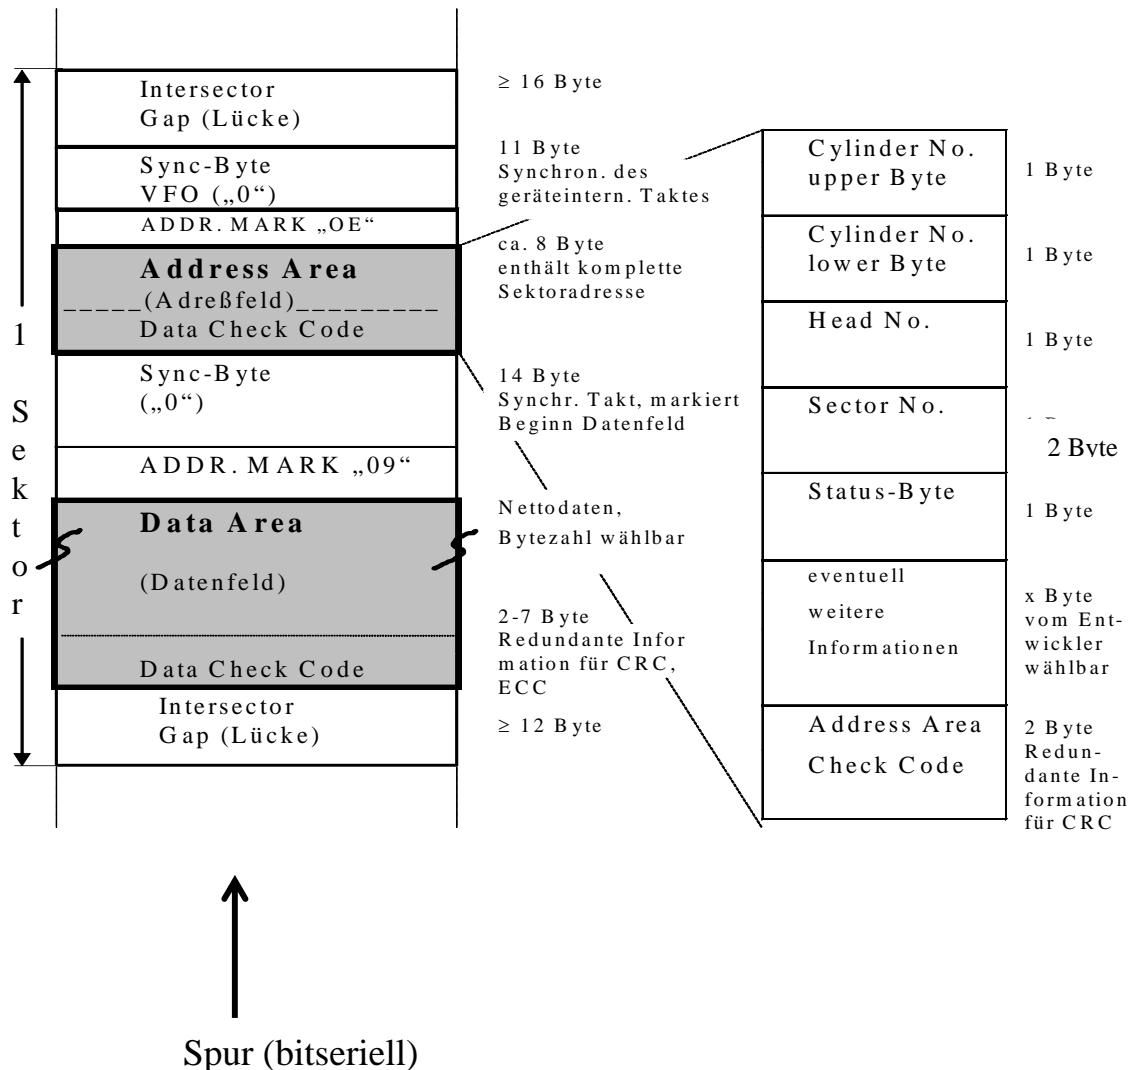 Intersector
Gap (Lücke)
≥ 16 Byte
Sync-Byte
VFO („0“)
11 Byte
Synchron. des
geräteintern. Taktes
ADDR. MARK „OE“
Address Area
(Adreßfeld)
Data Check Code
ca. 8 Byte
enthält komplette
Sektoradresse
Sync-Byte
(„0“)
14 Byte
Synchr. Takt, markiert
Beginn Datenfeld
ADDR. MARK „09“
Data Area
(Datenfeld)
Data Check Code
Nettodaten,
Bytezahl wählbar
2-7 Byte
Redundante Infor
mation für CRC,
ECC
Intersector
Gap (Lücke)
≥ 12 Byte
1 Sektor
Cylinder No.
upper Byte
1 Byte
Cylinder No.
lower Byte
1 Byte
Head No.
1 Byte
Sector No.
2 Byte
Status-Byte
1 Byte
eventuell
weitere
Informationen
x Byte
vom Ent-
wickler
wählbar
Address Area
Check Code
2 Byte
Redun-
dante In-
formation
für CRC
Spur (bitseriell)